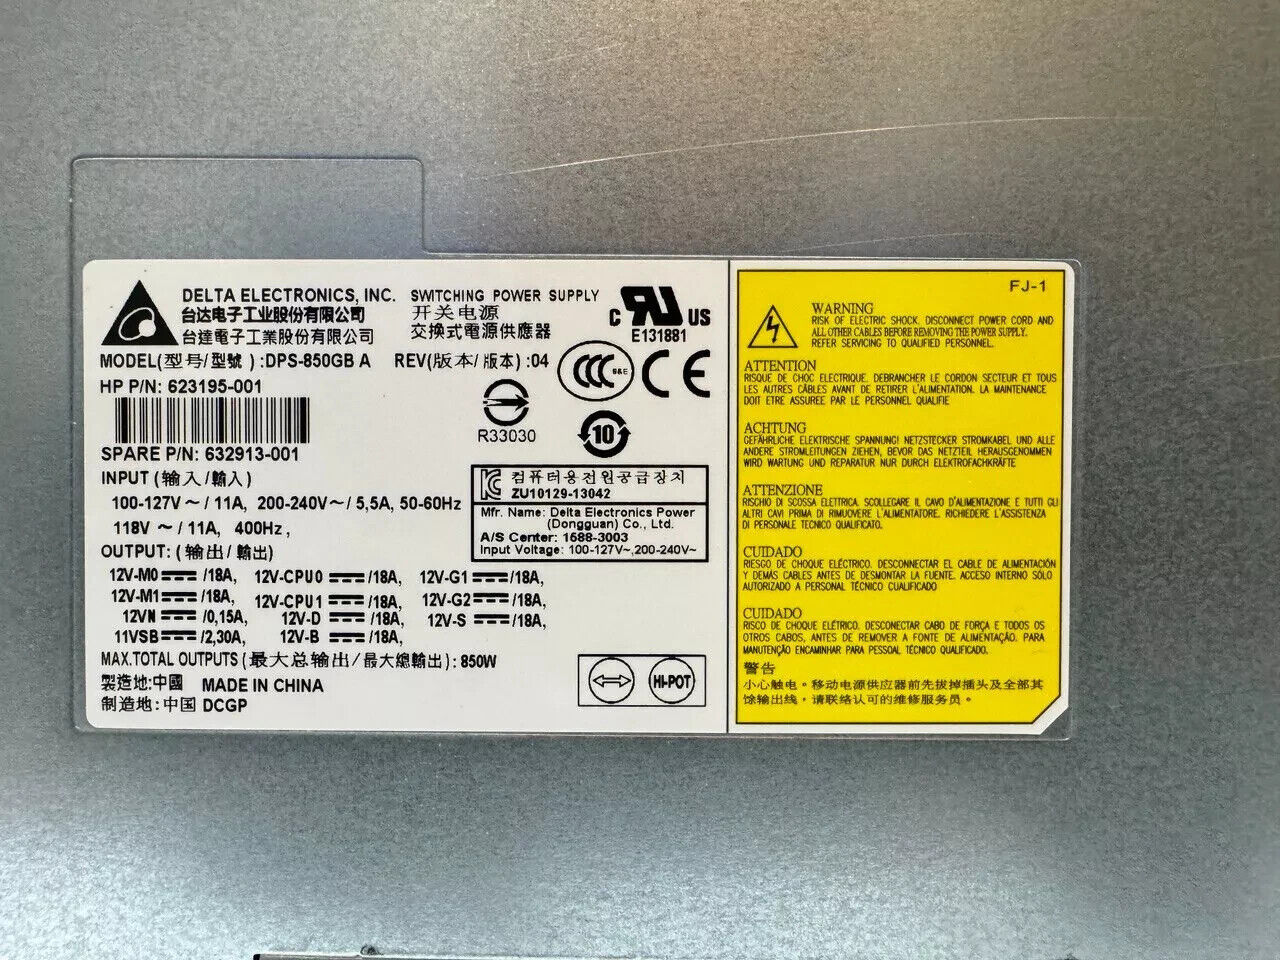 DELTA ELECTRONICS, INC.
台达电子工业股份有限公司
台達電子工業股份有限公司
SWITCHING POWER SUPPLY
开关电源
交換式電源供應器
C RU US
E131881
MODEL(型号/型號):DPS-850GB A REV(版本/版本):04
HP P/N: 623195-001
SPARE P/N: 632913-001
CCC S&E
CE
R33030
10
INPUT (输入/輸入)
100-127V～/11A, 200-240V～/5,5A, 50-60Hz
118V ～/11A, 400Hz,
컴퓨터용전원공급장치
ZU10129-13042
Mfr. Name: Delta Electronics Power
(Dongguan) Co., Ltd.
A/S Center: 1688-3003
Input Voltage: 100-127V~,200-240V~
OUTPUT: (输出/輸出)
12V-M0 ⎓/18A, 12V-CPU0 ⎓/18A, 12V-G1 ⎓/18A,
12V-M1 ⎓/18A, 12V-CPU1 ⎓/18A, 12V-G2 ⎓/18A,
12VN ⎓/0,15A, 12V-D ⎓/18A, 12V-S ⎓/18A,
11VSB ⎓/2,30A, 12V-B ⎓/18A,
MAX.TOTAL OUTPUTS (最大总输出/最大總輸出): 850W
製造地:中國 MADE IN CHINA
制造地:中国 DCGP
HI-POT
FJ-1
WARNING
RISK OF ELECTRIC SHOCK. DISCONNECT POWER CORD AND
ALL OTHER CABLES BEFORE REMOVING THE POWER SUPPLY.
REFER SERVICING TO QUALIFIED PERSONNEL.
ATTENTION
RISQUE DE CHOC ELECTRIQUE. DEBRANCHER LE CORDON SECTEUR ET TOUS
LES AUTRES CÂBLES AVANT DE RETIRER L'ALIMENTATION. LA MAINTENANCE
DOIT ETRE ASSUREE PAR LE PERSONNEL QUALIFIE
ACHTUNG
GEFÄHRLICHE ELEKTRISCHE SPANNUNG! NETZSTECKER STROMKABEL UND ALLE
ANDERE STROMLEITUNGEN ZIEHEN, BEVOR DAS NETZTEIL HERAUSGENOMMEN
WIRD WARTUNG UND REPARATUR NUR DURCH ELEKTROFACHKRÄFTE
ATTENZIONE
RISCHIO DI SCOSSA ELETTRICA. SCOLLEGARE IL CAVO D'ALIMENTAZIONE E TUTTI GLI
ALTRI CAVI PRIMA DI RIMUOVERE L'ALIMENTATORE. RICHIEDERE L'ASSISTENZA
DI PERSONALE TECNICO QUALIFICATO.
CUIDADO
RIESGO DE CHOQUE ELÉCTRICO. DESCONNECTAR EL CABLE DE ALIMENTACIÓN
Y DEMÁS CABLES ANTES DE DESMONTAR LA FUENTE. ACCESO INTERNO SÓLO
AUTORIZADO A PERSONAL TÉCNICO CUALIFICADO
CUIDADO
RISCO DE CHOQUE ELÉTRICO. DESCONECTAR CABO DE FORÇA E TODOS OS
OTROS CABOS, ANTES DE REMOVER A FONTE DE ALIMENTAÇÃO. PARA
MANUTENÇÃO ENCAMINHAR PARA PESSOAL TÉCNICO QUALIFICADO.
警告
小心触电。移动电源供应器前先拔掉插头及全部其
馀输出线。请联络认可的维修服务员。